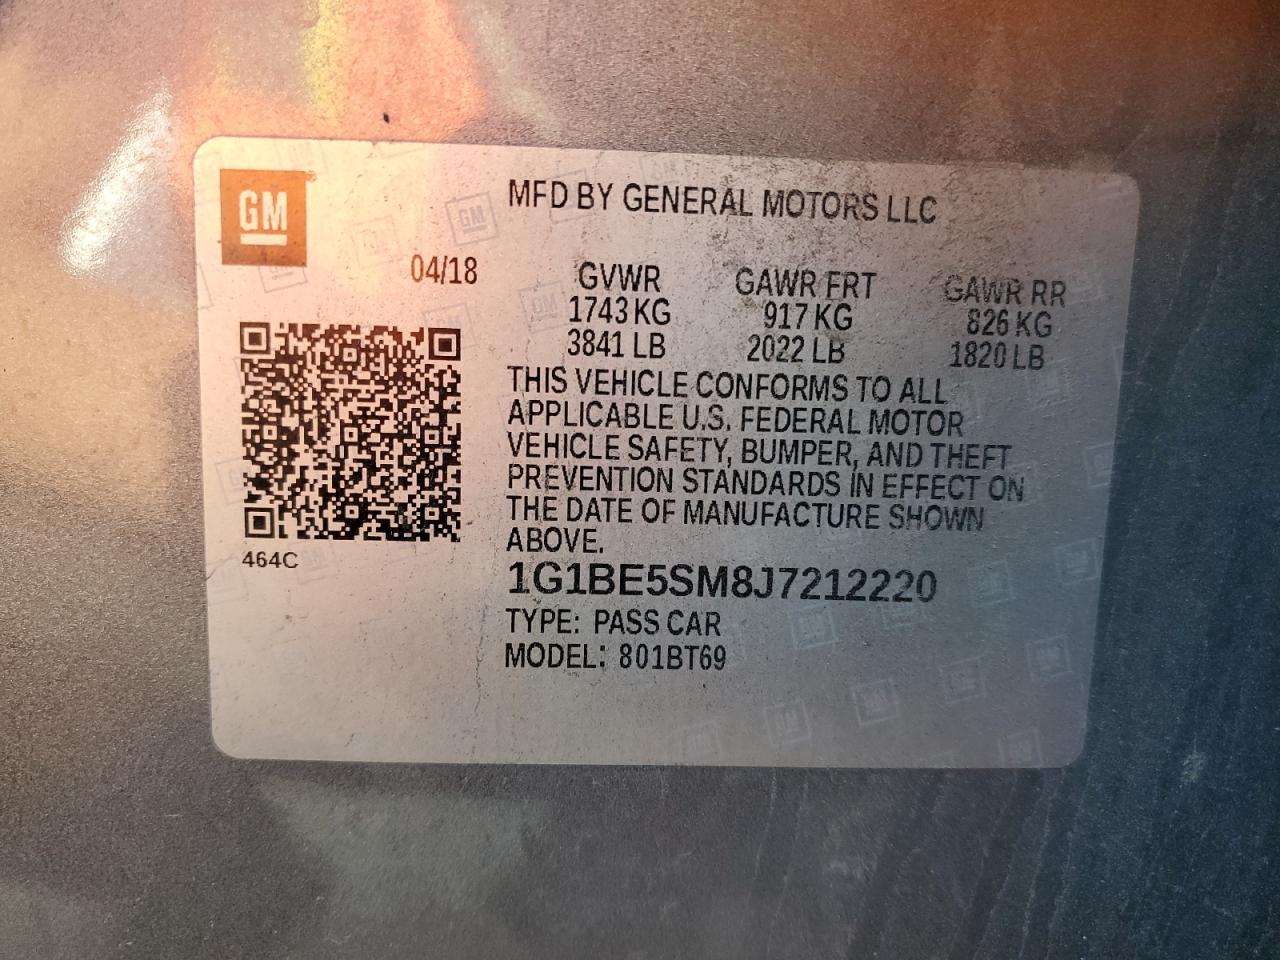 GM
MFD BY GENERAL MOTORS LLC
04/18
GVWR GAWR FRT GAWR RR
1743 KG 917 KG 826 KG
3841 LB 2022 LB 1820 LB
THIS VEHICLE CONFORMS TO ALL
APPLICABLE U.S. FEDERAL MOTOR
VEHICLE SAFETY, BUMPER, AND THEFT
PREVENTION STANDARDS IN EFFECT ON
THE DATE OF MANUFACTURE SHOWN
ABOVE.
464C
1G1BE5SM8J7212220
TYPE: PASS CAR
MODEL: 801BT69